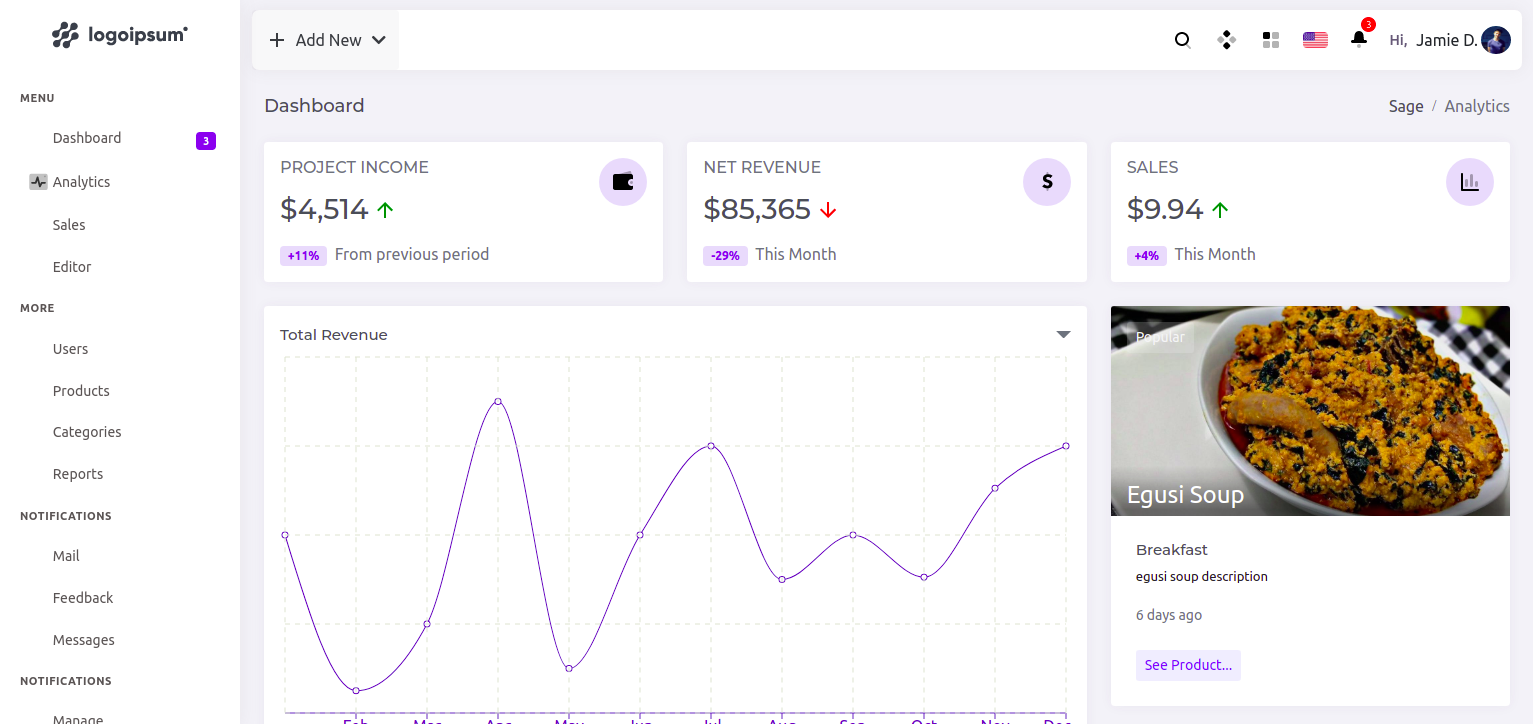 logoipsum
Add New
3
Hi, Jamie D.
MENU
Dashboard
3
Analytics
Sales
Editor
MORE
Users
Products
Categories
Reports
NOTIFICATIONS
Mail
Feedback
Messages
NOTIFICATIONS
Manage
Dashboard
Sage / Analytics
PROJECT INCOME
$4,514
+11% From previous period
NET REVENUE
$
$85,365
-29% This Month
SALES
$9.94
+4% This Month
Total Revenue
Feb Mar Apr May Jun Jul Aug Sep Oct Nov Dec
Popular
Egusi Soup
Breakfast
egusi soup description
6 days ago
See Product...